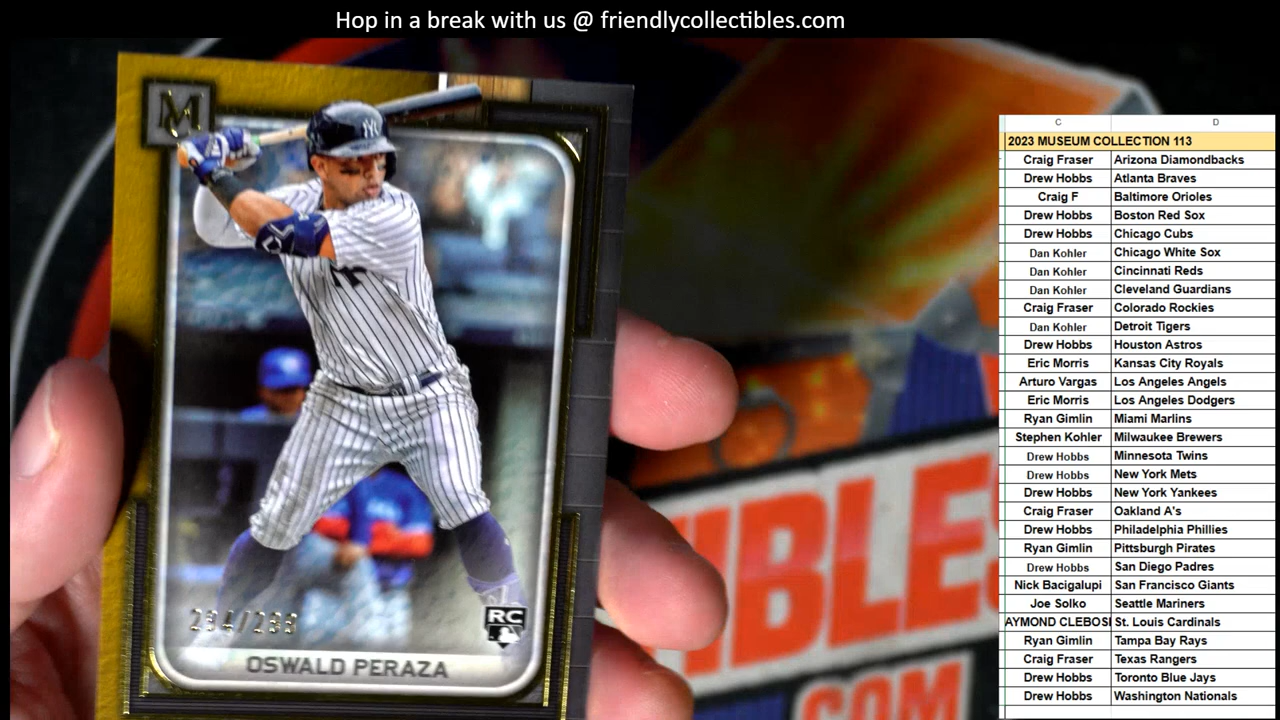 Hop in a break with us @ friendlycollectibles.com
M
NY
284/299
RC
OSWALD PERAZA
IBLE
.COM
C D
2023 MUSEUM COLLECTION 113
Craig Fraser Arizona Diamondbacks
Drew Hobbs Atlanta Braves
Craig F Baltimore Orioles
Drew Hobbs Boston Red Sox
Drew Hobbs Chicago Cubs
Dan Kohler Chicago White Sox
Dan Kohler Cincinnati Reds
Dan Kohler Cleveland Guardians
Craig Fraser Colorado Rockies
Dan Kohler Detroit Tigers
Drew Hobbs Houston Astros
Eric Morris Kansas City Royals
Arturo Vargas Los Angeles Angels
Eric Morris Los Angeles Dodgers
Ryan Gimlin Miami Marlins
Stephen Kohler Milwaukee Brewers
Drew Hobbs Minnesota Twins
Drew Hobbs New York Mets
Drew Hobbs New York Yankees
Craig Fraser Oakland A's
Drew Hobbs Philadelphia Phillies
Ryan Gimlin Pittsburgh Pirates
Drew Hobbs San Diego Padres
Nick Bacigalupi San Francisco Giants
Joe Solko Seattle Mariners
AYMOND CLEBOSI St. Louis Cardinals
Ryan Gimlin Tampa Bay Rays
Craig Fraser Texas Rangers
Drew Hobbs Toronto Blue Jays
Drew Hobbs Washington Nationals